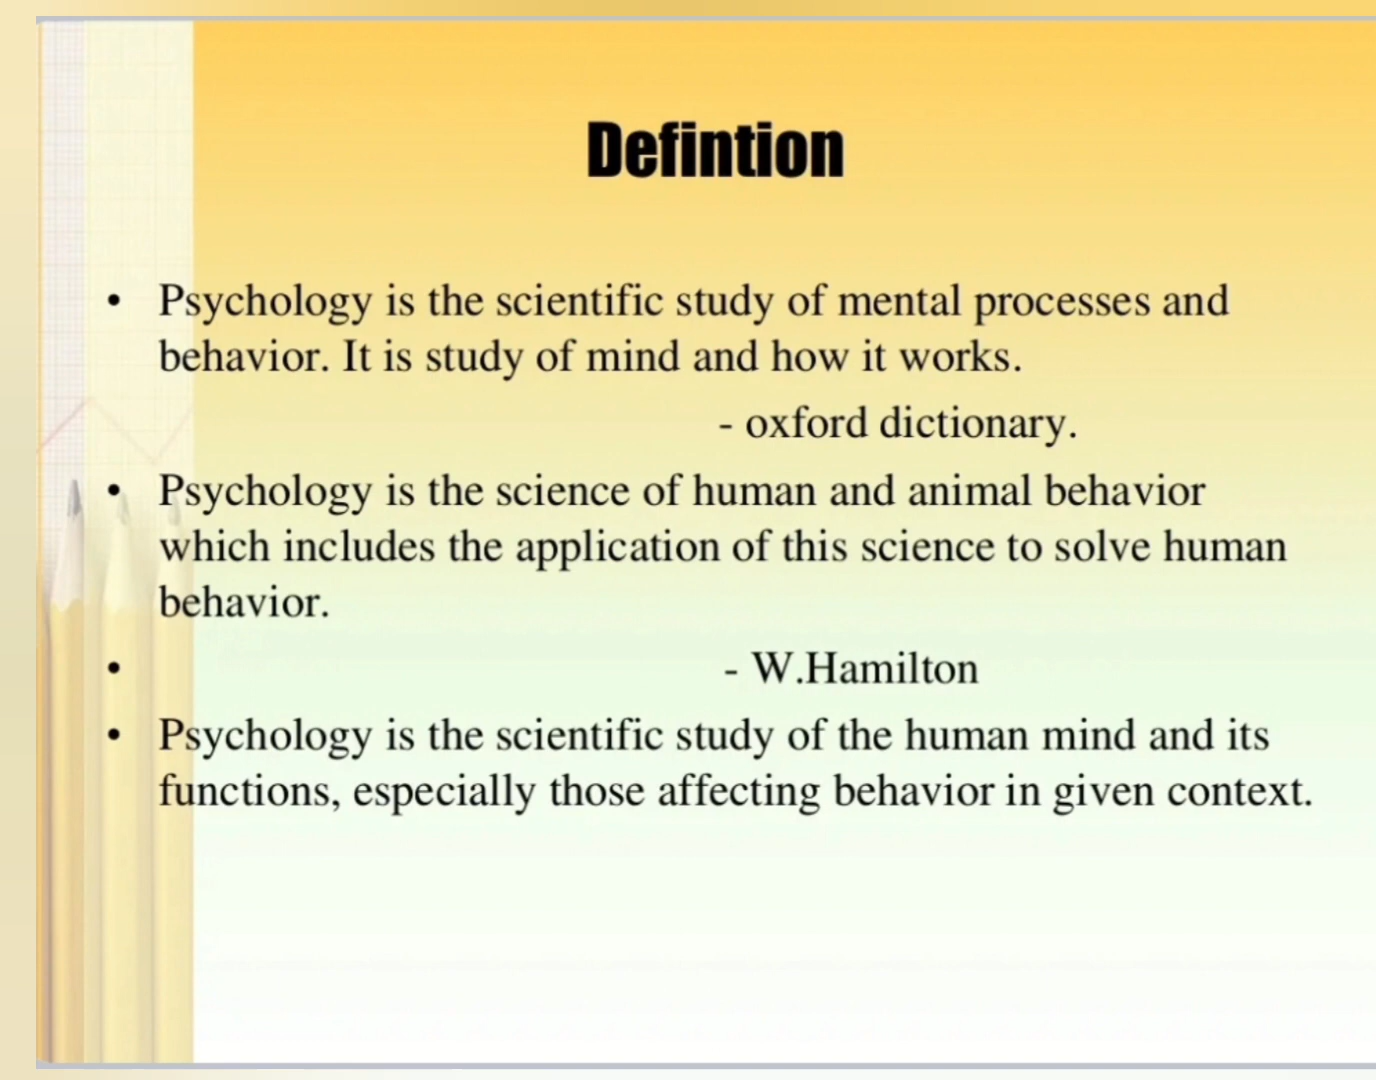 Defintion
• Psychology is the scientific study of mental processes and
behavior. It is study of mind and how it works.
- oxford dictionary.
• Psychology is the science of human and animal behavior
which includes the application of this science to solve human
behavior.
• - W.Hamilton
• Psychology is the scientific study of the human mind and its
functions, especially those affecting behavior in given context.